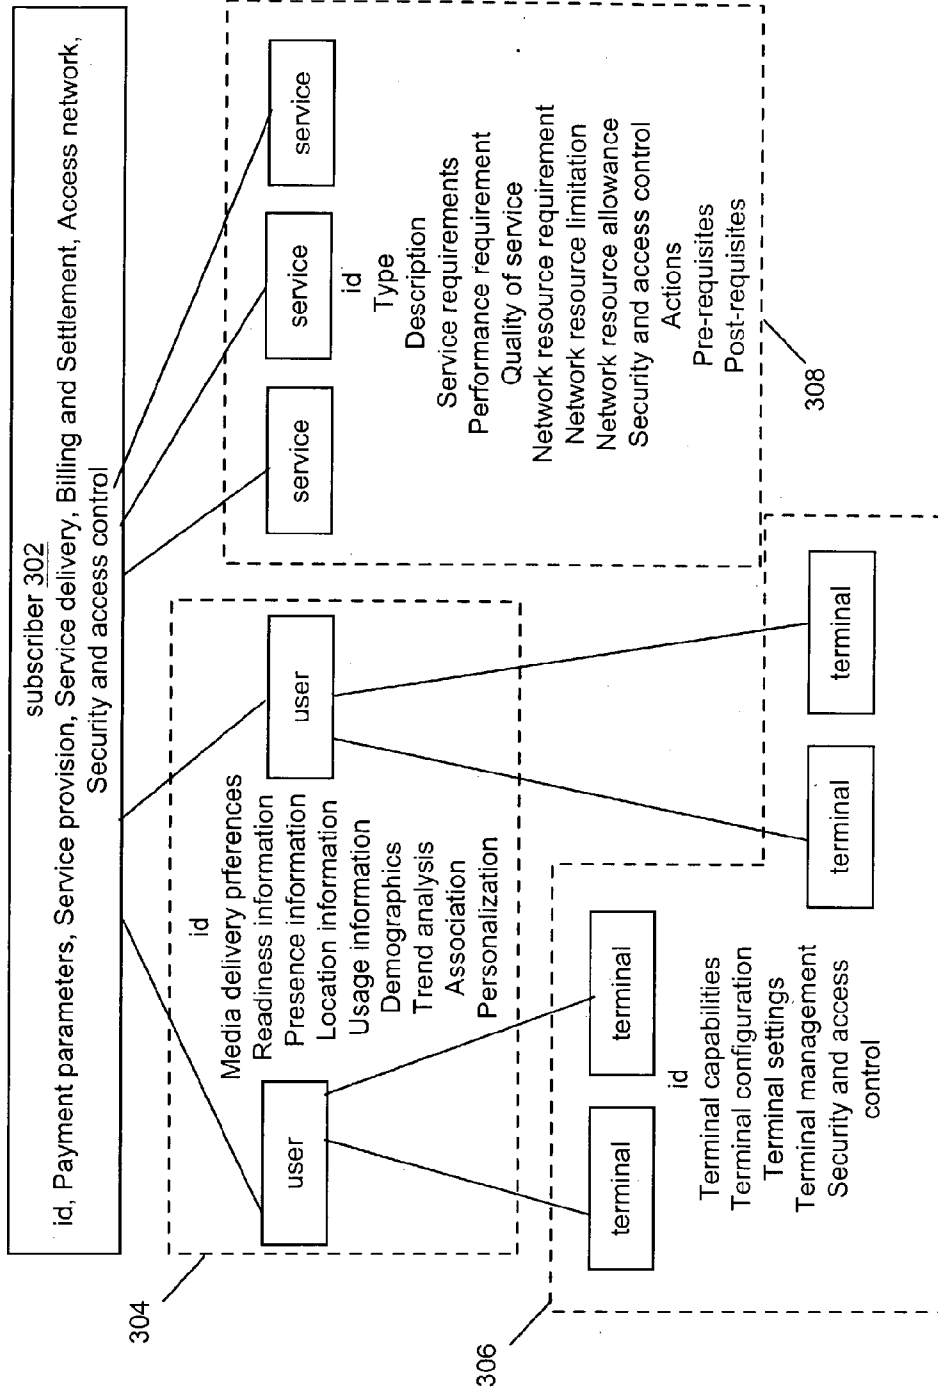 subscriber 302
id, Payment parameters, Service provision, Service delivery, Billing and Settlement, Access network,
Security and access control
304
user
id
Media delivery prferences
Readiness information
Presence information
Location information
Usage information
Demographics
Trend analysis
Association
Personalization
user
service
service
service
id
Type
Description
Service requirements
Performance requirement
Quality of service
Network resource requirement
Network resource limitation
Network resource allowance
Security and access control
Actions
Pre-requisites
Post-requisites
308
306
terminal
terminal
id
Terminal capabilities
Terminal configuration
Terminal settings
Terminal management
Security and access
control
terminal
terminal